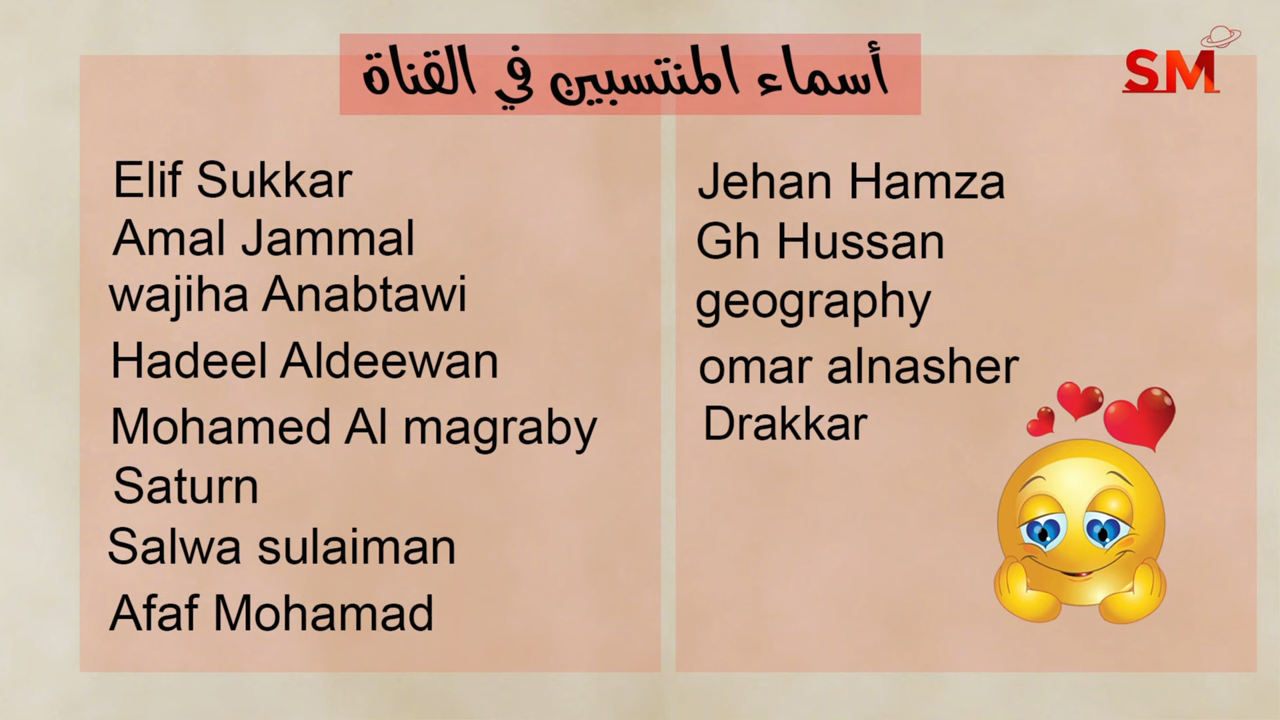 أسماء المنتسبين في القناة
SM
Elif Sukkar
Amal Jammal
wajiha Anabtawi
Hadeel Aldeewan
Mohamed Al magraby
Saturn
Salwa sulaiman
Afaf Mohamad
Jehan Hamza
Gh Hussan
geography
omar alnasher
Drakkar